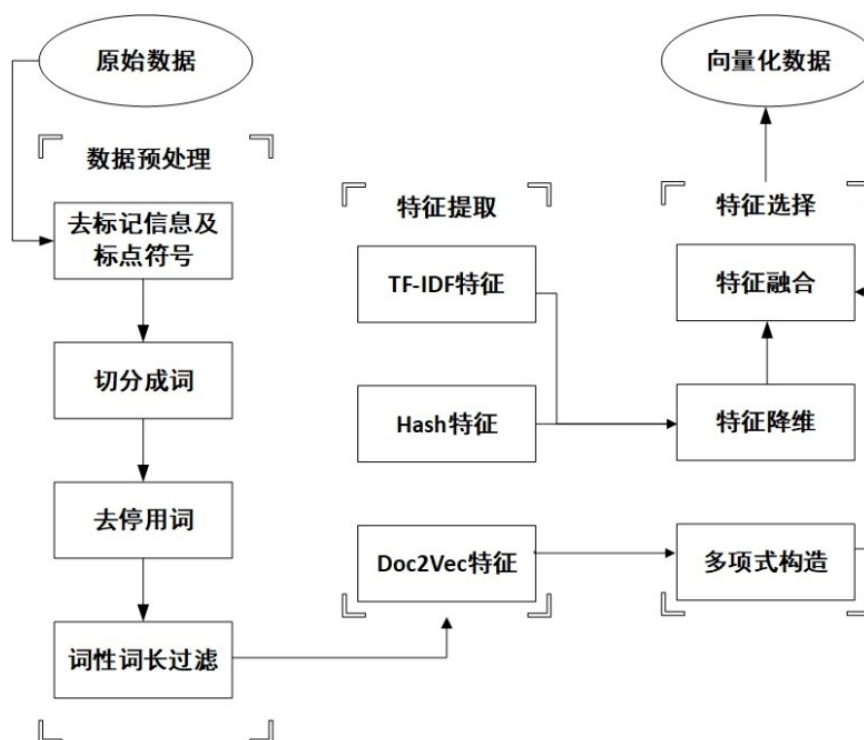 原始数据
数据预处理
去标记信息及
标点符号
切分成词
去停用词
词性词长过滤
特征提取
TF-IDF特征
Hash特征
Doc2Vec特征
向量化数据
特征选择
特征融合
特征降维
多项式构造